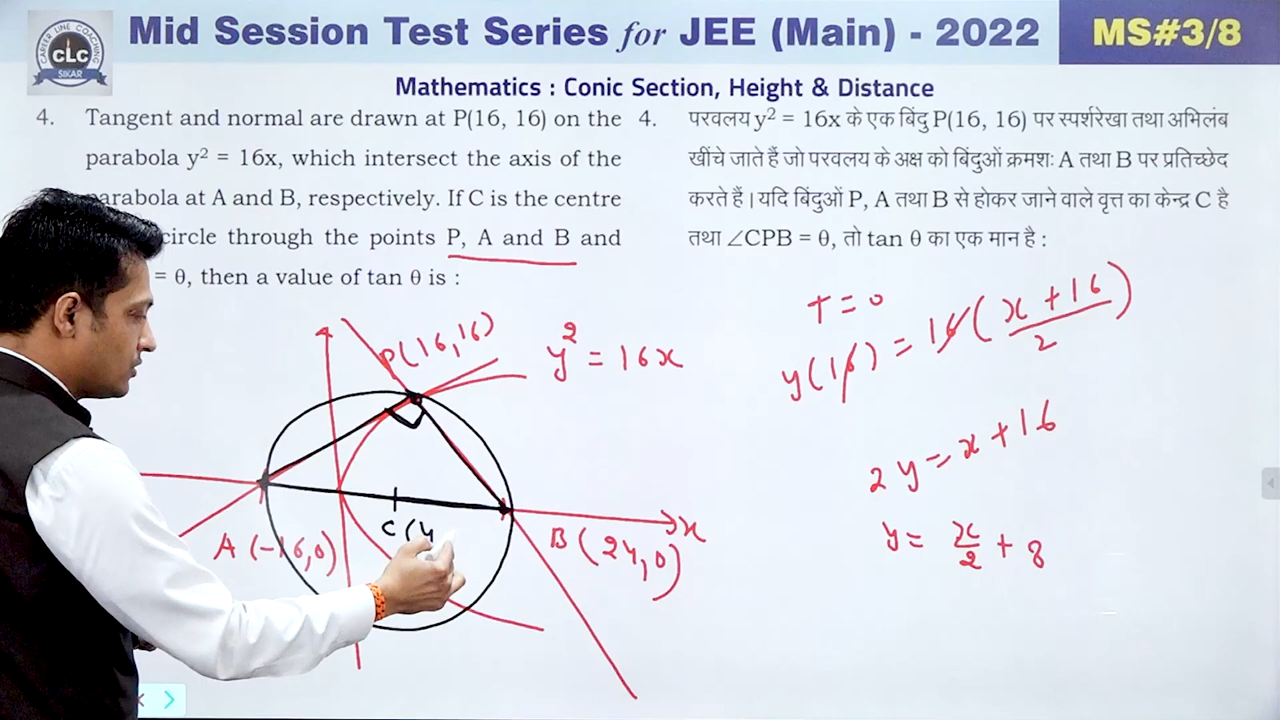 Mid Session Test Series for JEE (Main) - 2022
MS#3/8
CAREER LINE COACHING
CLC
SIKAR
Mathematics : Conic Section, Height & Distance
4. Tangent and normal are drawn at P(16, 16) on the
parabola y² = 16x, which intersect the axis of the
arabola at A and B, respectively. If C is the centre
circle through the points P, A and B and
= θ, then a value of tan θ is :
4. परवलय y² = 16x के एक बिंदु P(16, 16) पर स्पर्शरेखा तथा अभिलंब
खींचे जाते हैं जो परवलय के अक्ष को बिंदुओं क्रमशः A तथा B पर प्रतिच्छेद
करते हैं। यदि बिंदुओं P, A तथा B से होकर जाने वाले वृत्त का केन्द्र C है
तथा ∠CPB = θ, तो tan θ का एक मान है :
P(16,16)
y² = 16x
A(-16,0)
C(4
B(24,0)
x
T = 0
y(16) = 16(x+16/2)
2y = x+16
y = x/2 + 8